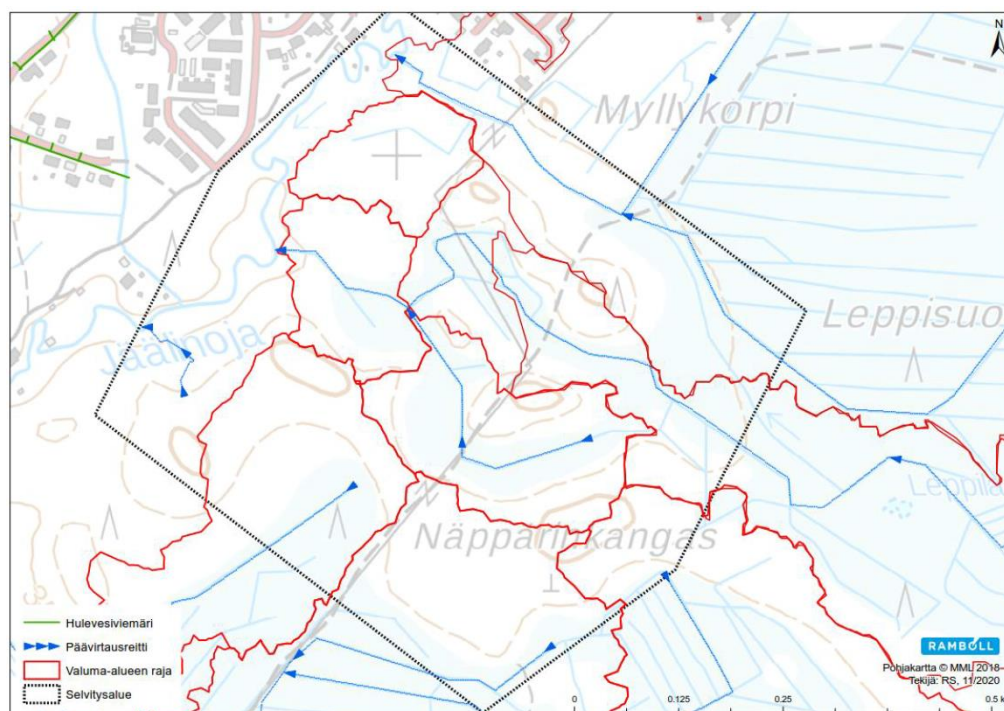 N
Myllykorpi
Leppisuo
Jäälinoja
Näpparinkangas
Hulevesiviemäri
Päävirtausreitti
Valuma-alueen raja
Selvitysalue
RAMBOLL
Pohjakartta © MML 2018-
Tekijä: RS, 11/2020
0 0.125 0.25 0.5 k